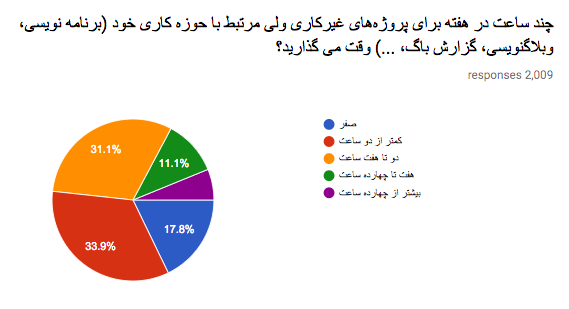 چند ساعت در هفته برای پروژه‌های غیرکاری ولی مرتبط با حوزه کاری خود (برنامه نویسی،
وبلاگنویسی، گزارش باگ، ...) وقت می گذارید؟
2,009 responses
صفر
کمتر از دو ساعت
دو تا هفت ساعت
هفت تا چهارده ساعت
بیشتر از چهارده ساعت
31.1%
11.1%
17.8%
33.9%